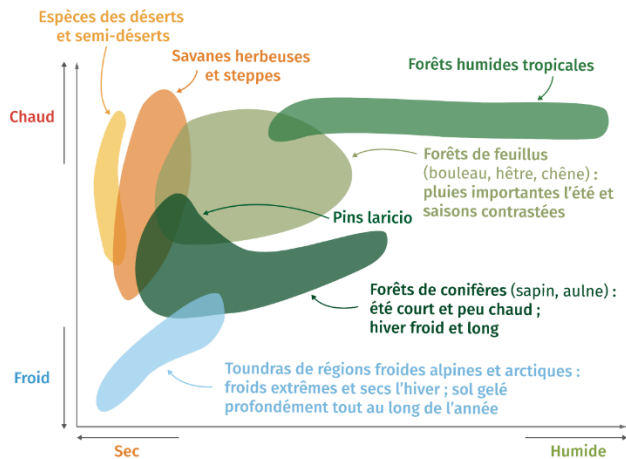 Espèces des déserts
et semi-déserts
Savanes herbeuses
et steppes
Forêts humides tropicales
Chaud
Forêts de feuillus
(bouleau, hêtre, chêne) :
pluies importantes l'été et
saisons contrastées
Pins laricio
Forêts de conifères (sapin, aulne) :
été court et peu chaud ;
hiver froid et long
Froid
Toundras de régions froides alpines et arctiques :
froids extrêmes et secs l'hiver ; sol gelé
profondément tout au long de l'année
Sec
Humide